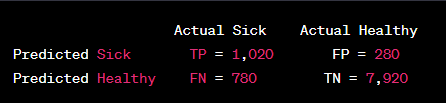 Actual Sick Actual Healthy
Predicted Sick TP = 1,020 FP = 280
Predicted Healthy FN = 780 TN = 7,920